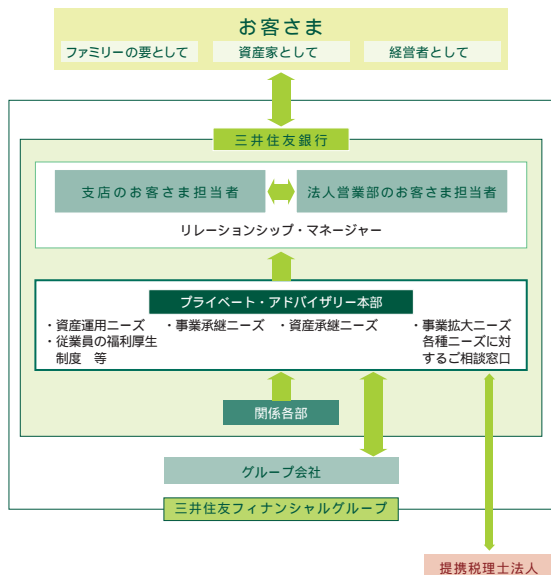 お客さま
ファミリーの要として
資産家として
経営者として
三井住友銀行
支店のお客さま担当者
法人営業部のお客さま担当者
リレーションシップ・マネージャー
プライベート・アドバイザリー本部
・資産運用ニーズ
・従業員の福利厚生
制度 等
・事業承継ニーズ
・資産承継ニーズ
・事業拡大ニーズ
各種ニーズに対
するご相談窓口
関係各部
グループ会社
三井住友フィナンシャルグループ
提携税理士法人